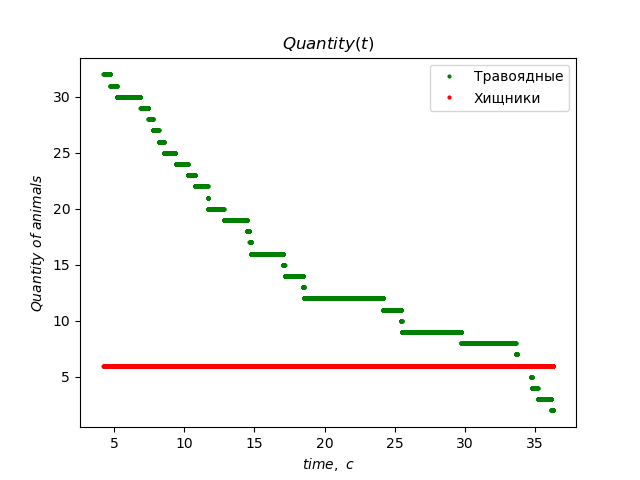 Quantity(t)
Травоядные
Хищники
Quantity of animals
30
25
20
15
10
5
5 10 15 20 25 30 35
time, c